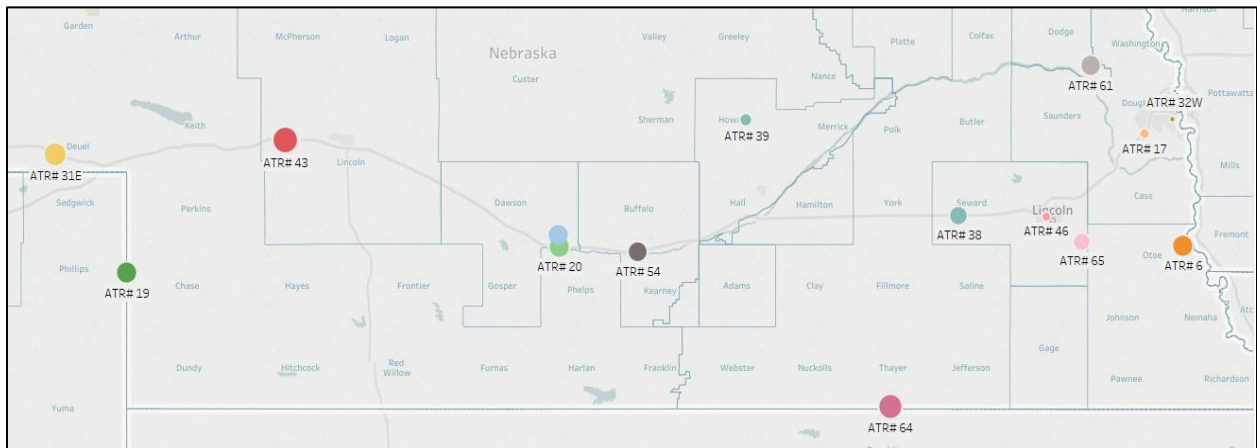 Garden
Arthur
McPherson
Logan
Valley
Greeley
Platte
Colfax
Dodge
Washington
Nebraska
Custer
Nance
ATR# 61
Dougl
ATR# 32W
Pottawatta
Keith
Sherman
Howa
ATR# 39
Merrick
Polk
Butler
Saunders
ATR# 17
Deuel
ATR# 31E
ATR# 43
Lincoln
Mills
Sedgwick
Perkins
Dawson
Buffalo
Hall
Hamilton
York
Seward
Lincoln
Cass
ATR# 38
ATR# 46
Fremont
Phillips
ATR# 19
Chase
Hayes
Frontier
Gosper
ATR# 20
Phelps
ATR# 54
Kearney
Adams
Clay
Fillmore
Saline
ATR# 65
Otoe
ATR# 6
Johnson
Nemaha
Dundy
Hitchcock
Red
Willow
Furnas
Harlan
Franklin
Webster
Nuckolls
Thayer
Jefferson
Gage
Pawnee
Richardson
Yuma
ATR# 64